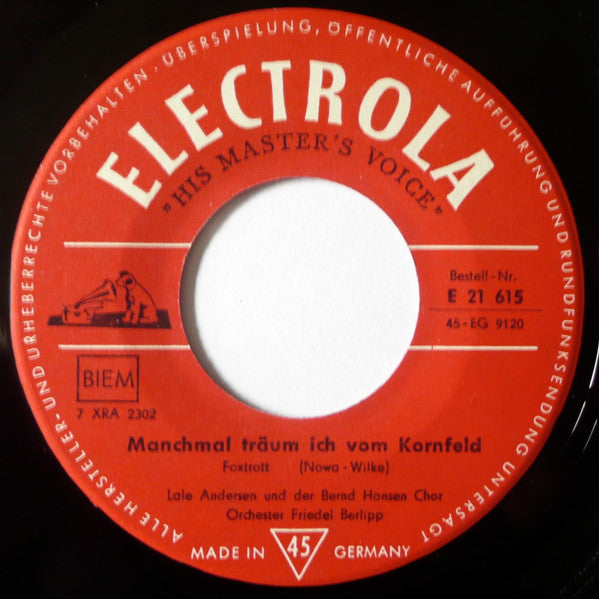 ALLE HERSTELLER- UND URHEBERRECHTE VORBEHALTEN · ÜBERSPIELUNG, ÖFFENTLICHE AUFFÜHRUNG UND RUNDFUNKSENDUNG UNTERSAGT
ELECTROLA
„HIS MASTER'S VOICE"
Bestell-Nr.
E 21 615
45-EG 9120
BIEM
7 XRA 2302
Manchmal träum ich vom Kornfeld
Foxtrott (Nowa-Wilke)
Lale Andersen und der Bernd Hansen Chor
Orchester Friedel Berlipp
MADE IN 45 GERMANY